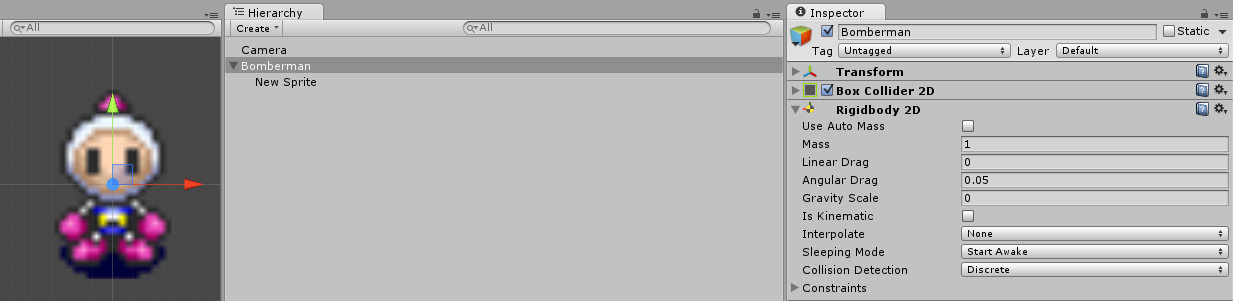 All
Hierarchy
Create
All
Camera
Bomberman
New Sprite
Inspector
Bomberman
Static
Tag Untagged Layer Default
Transform
Box Collider 2D
Rigidbody 2D
Use Auto Mass
Mass 1
Linear Drag 0
Angular Drag 0.05
Gravity Scale 0
Is Kinematic
Interpolate None
Sleeping Mode Start Awake
Collision Detection Discrete
Constraints